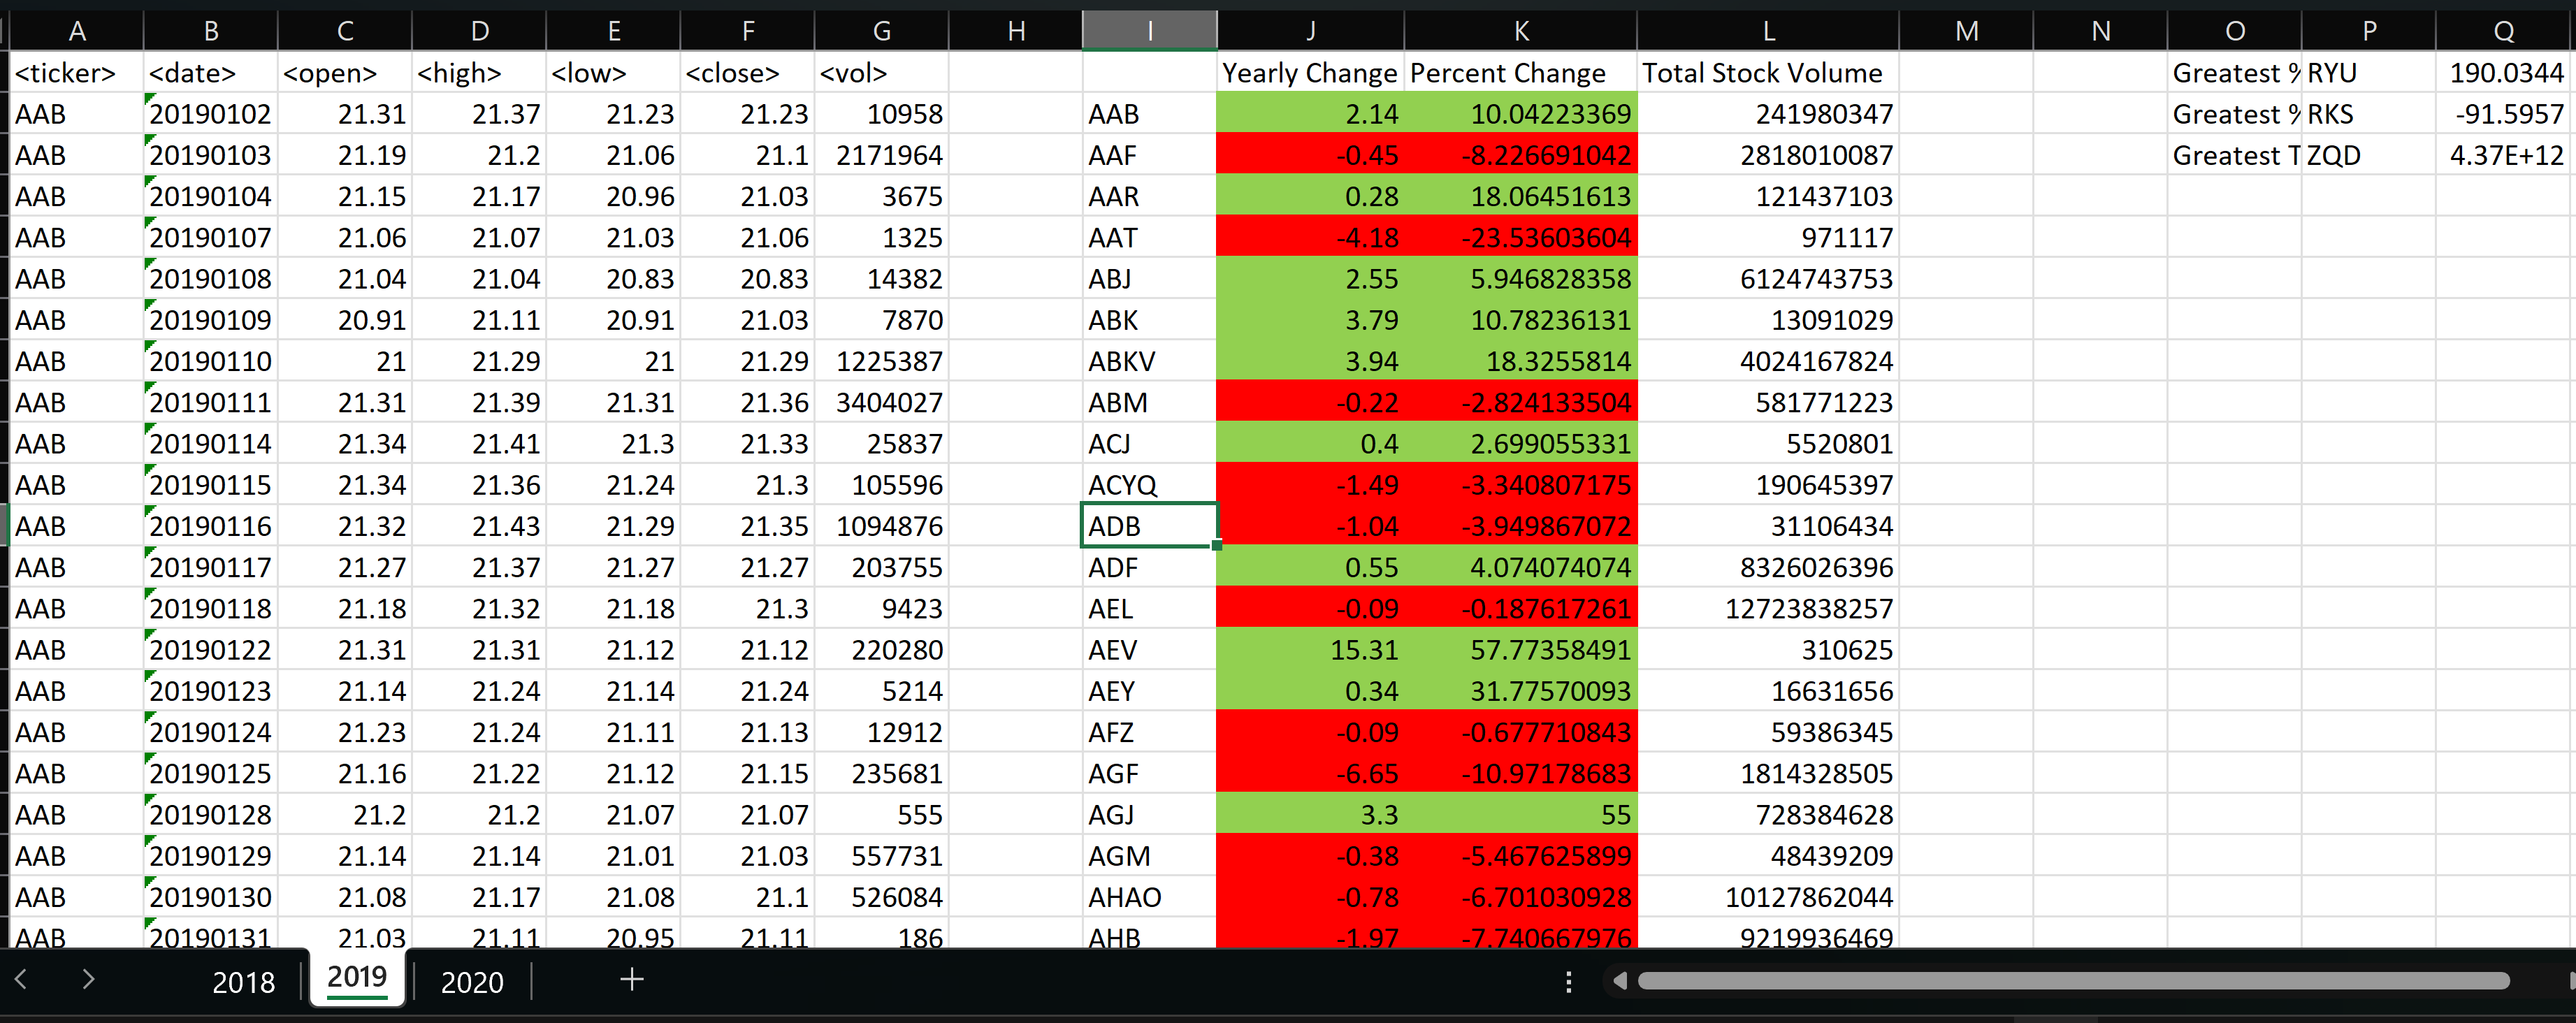 A B C D E F G H I J K L M N O P Q
<ticker> <date> <open> <high> <low> <close> <vol> Yearly Change Percent Change Total Stock Volume Greatest % RYU 190.0344
AAB 20190102 21.31 21.37 21.23 21.23 10958 AAB 2.14 10.04223369 241980347 Greatest % RKS -91.5957
AAB 20190103 21.19 21.2 21.06 21.1 2171964 AAF -0.45 -8.226691042 2818010087 Greatest T ZQD 4.37E+12
AAB 20190104 21.15 21.17 20.96 21.03 3675 AAR 0.28 18.06451613 121437103
AAB 20190107 21.06 21.07 21.03 21.06 1325 AAT -4.18 -23.53603604 971117
AAB 20190108 21.04 21.04 20.83 20.83 14382 ABJ 2.55 5.946828358 6124743753
AAB 20190109 20.91 21.11 20.91 21.03 7870 ABK 3.79 10.78236131 13091029
AAB 20190110 21 21.29 21 21.29 1225387 ABKV 3.94 18.3255814 4024167824
AAB 20190111 21.31 21.39 21.31 21.36 3404027 ABM -0.22 -2.824133504 581771223
AAB 20190114 21.34 21.41 21.3 21.33 25837 ACJ 0.4 2.699055331 5520801
AAB 20190115 21.34 21.36 21.24 21.3 105596 ACYQ -1.49 -3.340807175 190645397
AAB 20190116 21.32 21.43 21.29 21.35 1094876 ADB -1.04 -3.949867072 31106434
AAB 20190117 21.27 21.37 21.27 21.27 203755 ADF 0.55 4.074074074 8326026396
AAB 20190118 21.18 21.32 21.18 21.3 9423 AEL -0.09 -0.187617261 12723838257
AAB 20190122 21.31 21.31 21.12 21.12 220280 AEV 15.31 57.77358491 310625
AAB 20190123 21.14 21.24 21.14 21.24 5214 AEY 0.34 31.77570093 16631656
AAB 20190124 21.23 21.24 21.11 21.13 12912 AFZ -0.09 -0.677710843 59386345
AAB 20190125 21.16 21.22 21.12 21.15 235681 AGF -6.65 -10.97178683 1814328505
AAB 20190128 21.2 21.2 21.07 21.07 555 AGJ 3.3 55 728384628
AAB 20190129 21.14 21.14 21.01 21.03 557731 AGM -0.38 -5.467625899 48439209
AAB 20190130 21.08 21.17 21.08 21.1 526084 AHAO -0.78 -6.701030928 10127862044
AAB 20190131 21.03 21.11 20.95 21.11 186 AHB -1.97 -7.740667976 9219936469
2018 2019 2020